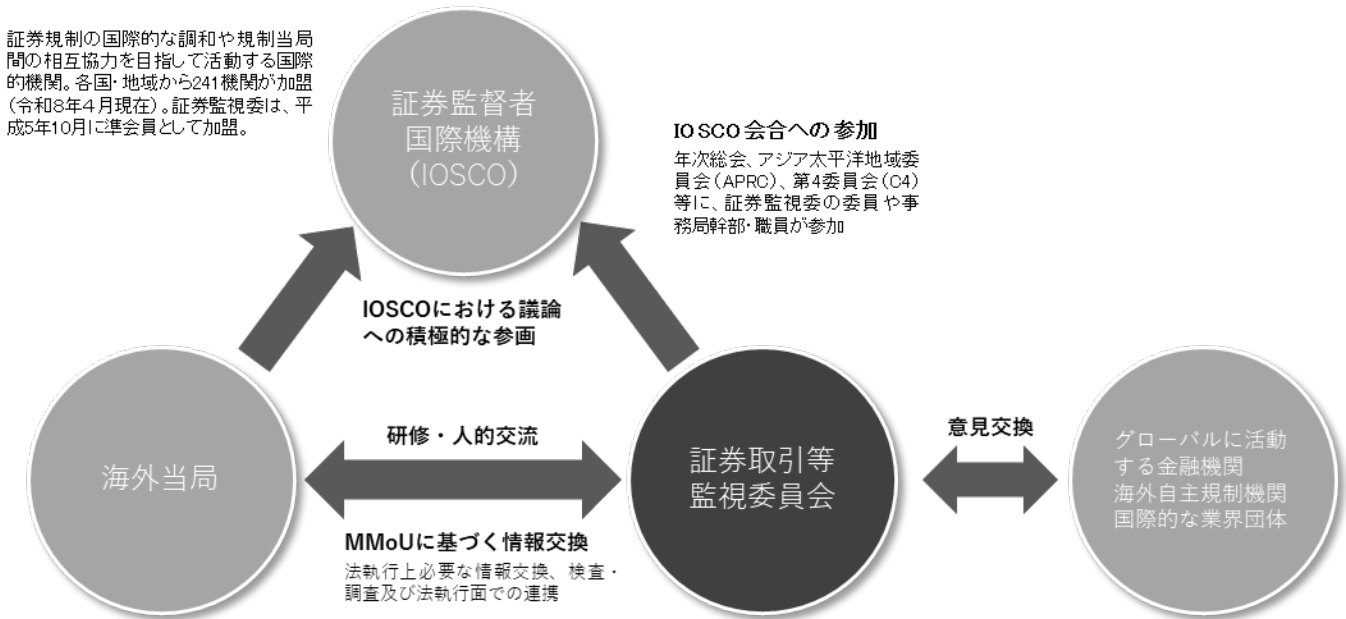 証券規制の国際的な調和や規制当局
間の相互協力を目指して活動する国際
的機関。各国・地域から241機関が加盟
(令和8年4月現在)。証券監視委は、平
成5年10月に準会員として加盟。
証券監督者
国際機構
(IOSCO)
IOSCO会合への参加
年次総会、アジア太平洋地域委
員会(APRC)、第4委員会(C4)
等に、証券監視委の委員や事
務局幹部・職員が参加
IOSCOにおける議論
への積極的な参画
海外当局
研修・人的交流
MMoUに基づく情報交換
法執行上必要な情報交換、検査・
調査及び法執行面での連携
証券取引等
監視委員会
意見交換
グローバルに活動
する金融機関
海外自主規制機関
国際的な業界団体